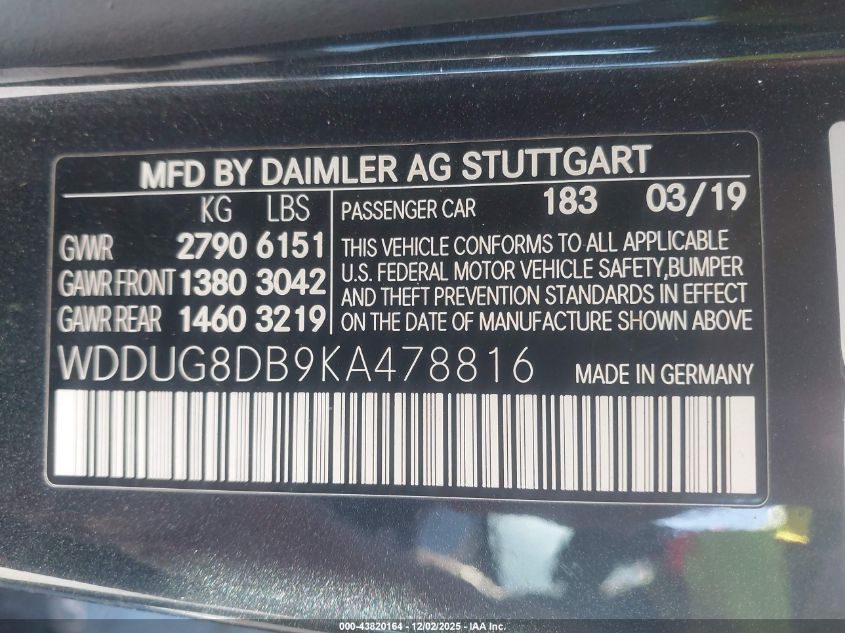 MFD BY DAIMLER AG STUTTGART
KG LBS
GVWR 2790 6151
GAWR FRONT 1380 3042
GAWR REAR 1460 3219
PASSENGER CAR 183 03/19
THIS VEHICLE CONFORMS TO ALL APPLICABLE
U.S. FEDERAL MOTOR VEHICLE SAFETY,BUMPER
AND THEFT PREVENTION STANDARDS IN EFFECT
ON THE DATE OF MANUFACTURE SHOWN ABOVE
WDDUG8DB9KA478816 MADE IN GERMANY
000-43820164 - 12/02/2025 - IAA Inc.